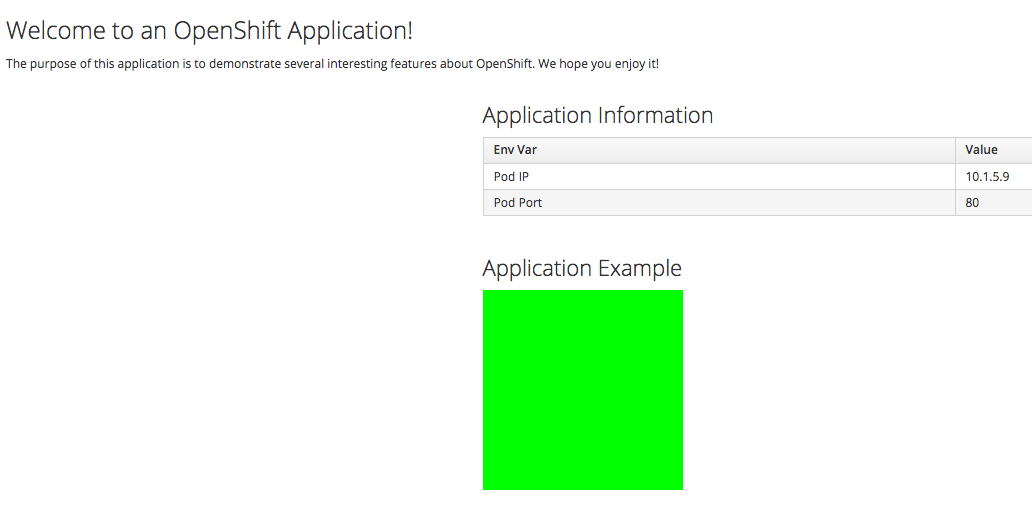 Welcome to an OpenShift Application!
The purpose of this application is to demonstrate several interesting features about OpenShift. We hope you enjoy it!
Application Information
Env Var Value
Pod IP 10.1.5.9
Pod Port 80
Application Example